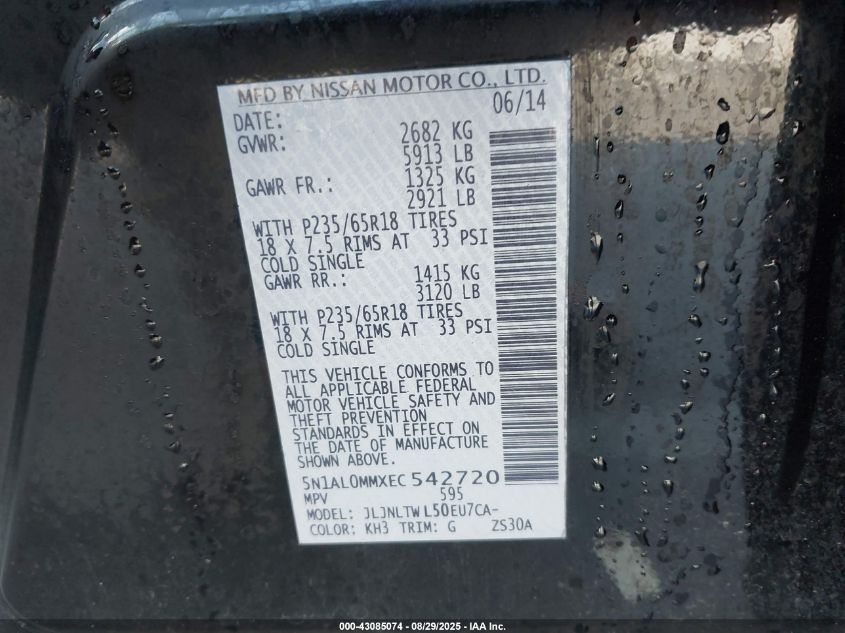 MFD BY NISSAN MOTOR CO., LTD.
DATE: 06/14
GVWR: 2682 KG
5913 LB
GAWR FR.: 1325 KG
2921 LB
WITH P235/65R18 TIRES
18 X 7.5 RIMS AT 33 PSI
COLD SINGLE
GAWR RR.: 1415 KG
3120 LB
WITH P235/65R18 TIRES
18 X 7.5 RIMS AT 33 PSI
COLD SINGLE
THIS VEHICLE CONFORMS TO
ALL APPLICABLE FEDERAL
MOTOR VEHICLE SAFETY AND
THEFT PREVENTION
STANDARDS IN EFFECT ON
THE DATE OF MANUFACTURE
SHOWN ABOVE.
5N1AL0MMXEC542720
MPV 595
MODEL: JLJNLTWL50EU7CA-
COLOR: KH3 TRIM: G ZS30A
000-43085074 - 08/29/2025 - IAA Inc.